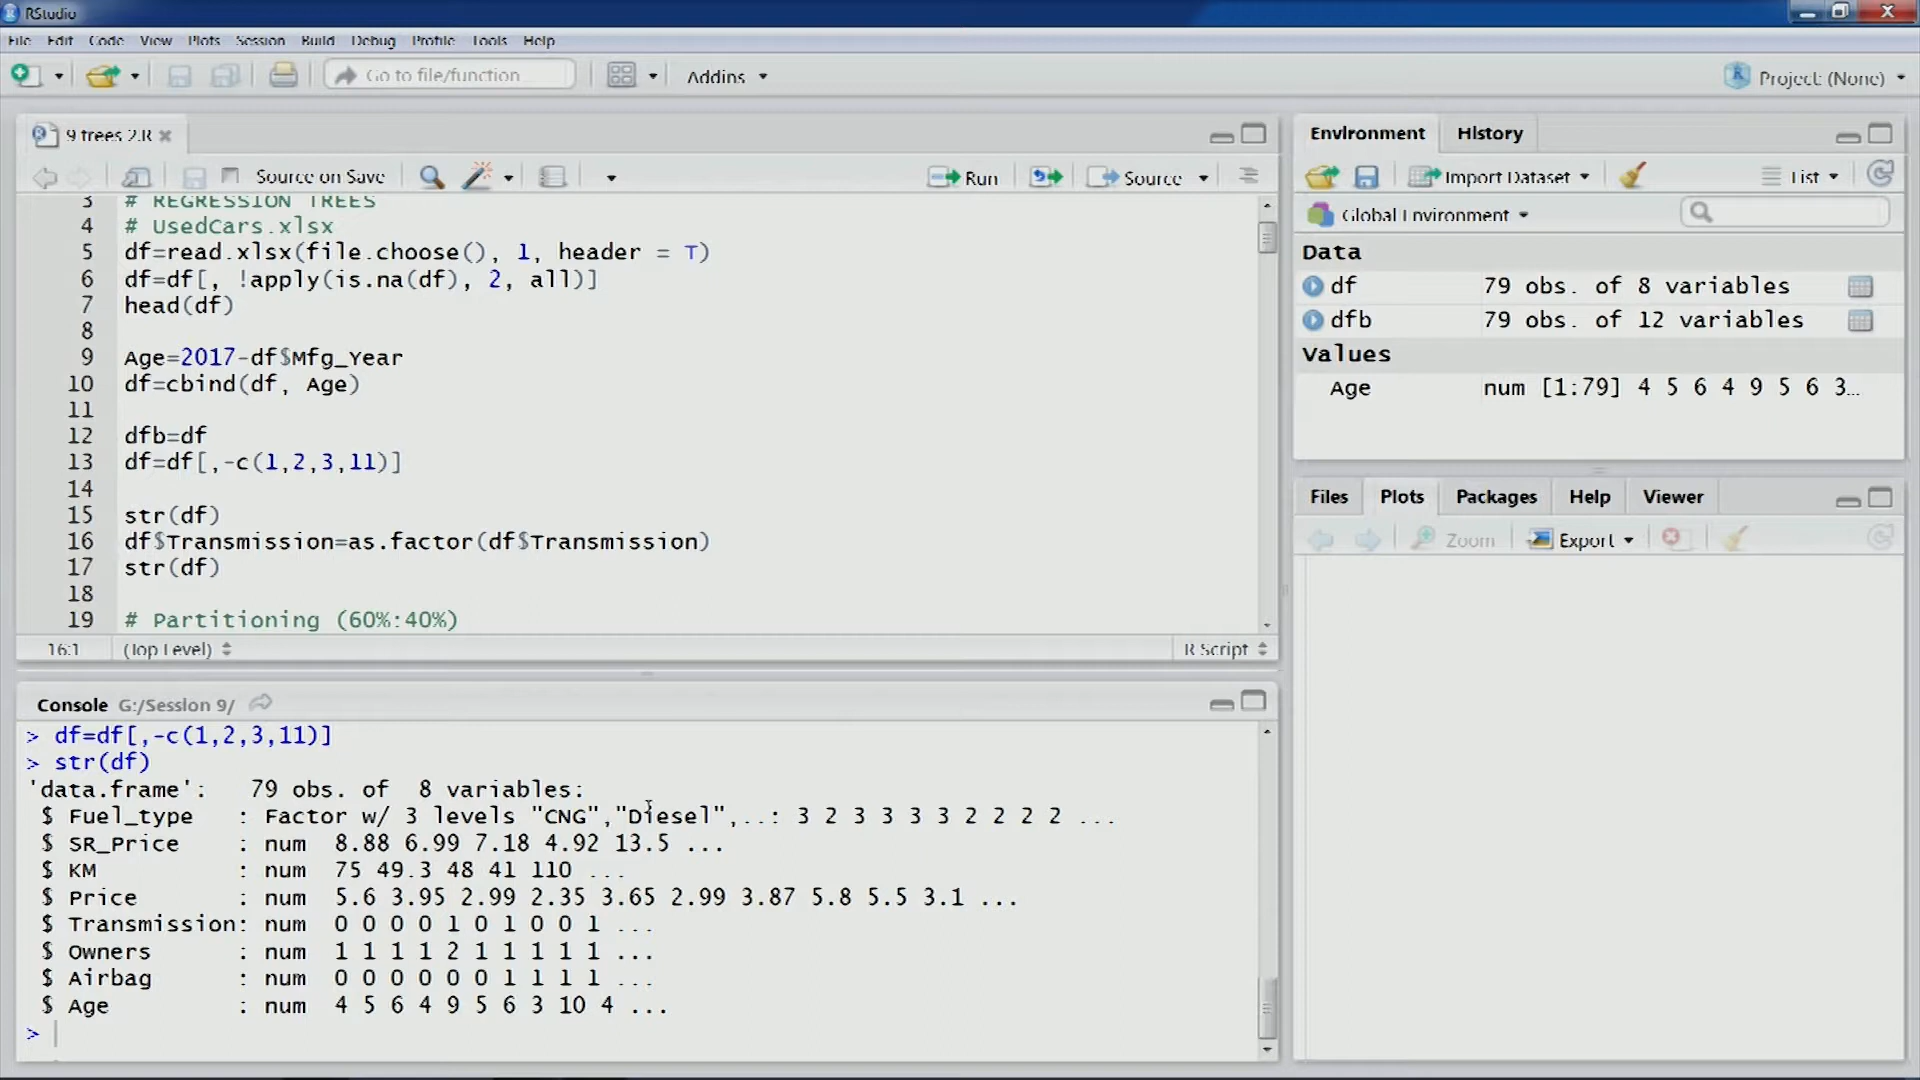 RStudio
File Edit Code View Plots Session Build Debug Profile Tools Help
Go to file/function Addins Project: (None)
9 trees 2.R
Source on Save Run Source
3 # REGRESSION TREES
4 # UsedCars.xlsx
5 df=read.xlsx(file.choose(), 1, header = T)
6 df=df[, !apply(is.na(df), 2, all)]
7 head(df)
8
9 Age=2017-df$Mfg_Year
10 df=cbind(df, Age)
11
12 dfb=df
13 df=df[,-c(1,2,3,11)]
14
15 str(df)
16 df$Transmission=as.factor(df$Transmission)
17 str(df)
18
19 # Partitioning (60%:40%)
16:1 (Top Level) R Script
Console G:/Session 9/
> df=df[,-c(1,2,3,11)]
> str(df)
'data.frame': 79 obs. of 8 variables:
$ Fuel_type : Factor w/ 3 levels "CNG","Diesel",..: 3 2 3 3 3 3 2 2 2 2 ...
$ SR_Price : num 8.88 6.99 7.18 4.92 13.5 ...
$ KM : num 75 49.3 48 41 110 ...
$ Price : num 5.6 3.95 2.99 2.35 3.65 2.99 3.87 5.8 5.5 3.1 ...
$ Transmission: num 0 0 0 0 1 0 1 0 0 1 ...
$ Owners : num 1 1 1 1 2 1 1 1 1 1 ...
$ Airbag : num 0 0 0 0 0 0 1 1 1 1 ...
$ Age : num 4 5 6 4 9 5 6 3 10 4 ...
>
Environment History
Import Dataset List
Global Environment
Data
df 79 obs. of 8 variables
dfb 79 obs. of 12 variables
Values
Age num [1:79] 4 5 6 4 9 5 6 3...
Files Plots Packages Help Viewer
Zoom Export